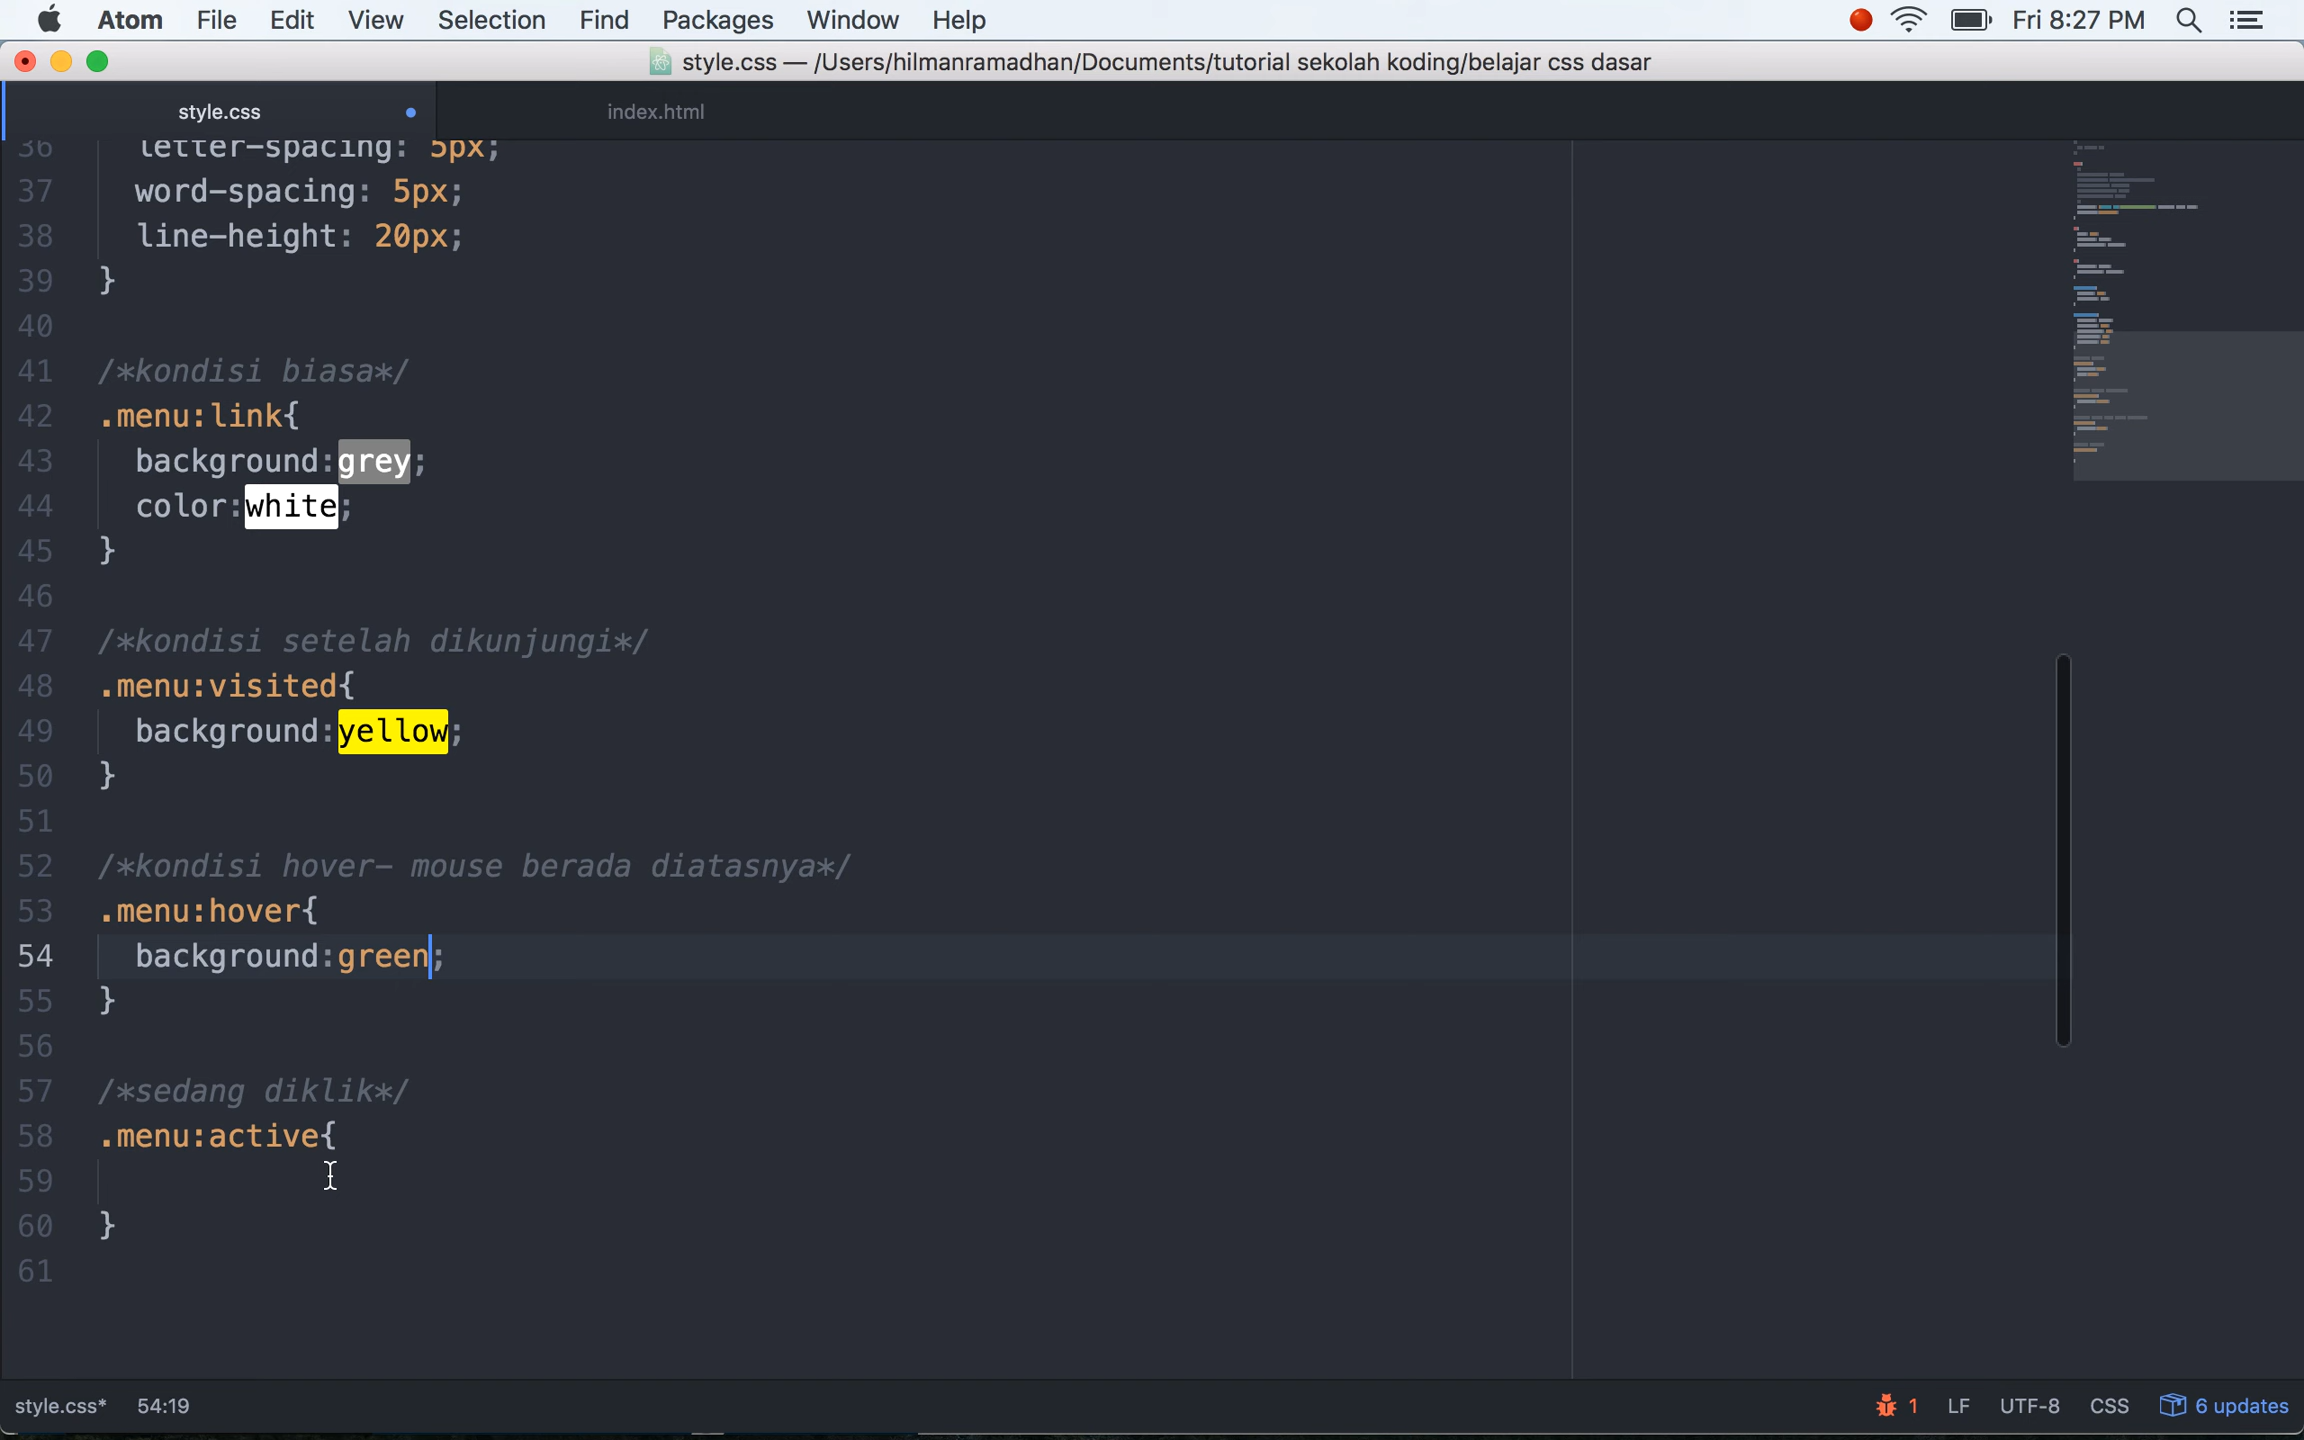 Atom File Edit View Selection Find Packages Window Help Fri 8:27 PM
style.css — /Users/hilmanramadhan/Documents/tutorial sekolah koding/belajar css dasar
style.css index.html
36 letter-spacing: 5px;
37 word-spacing: 5px;
38 line-height: 20px;
39 }
40
41 /*kondisi biasa*/
42 .menu:link{
43 background:grey;
44 color:white;
45 }
46
47 /*kondisi setelah dikunjungi*/
48 .menu:visited{
49 background:yellow;
50 }
51
52 /*kondisi hover- mouse berada diatasnya*/
53 .menu:hover{
54 background:green;
55 }
56
57 /*sedang diklik*/
58 .menu:active{
59
60 }
61
style.css* 54:19 1 LF UTF-8 CSS 6 updates